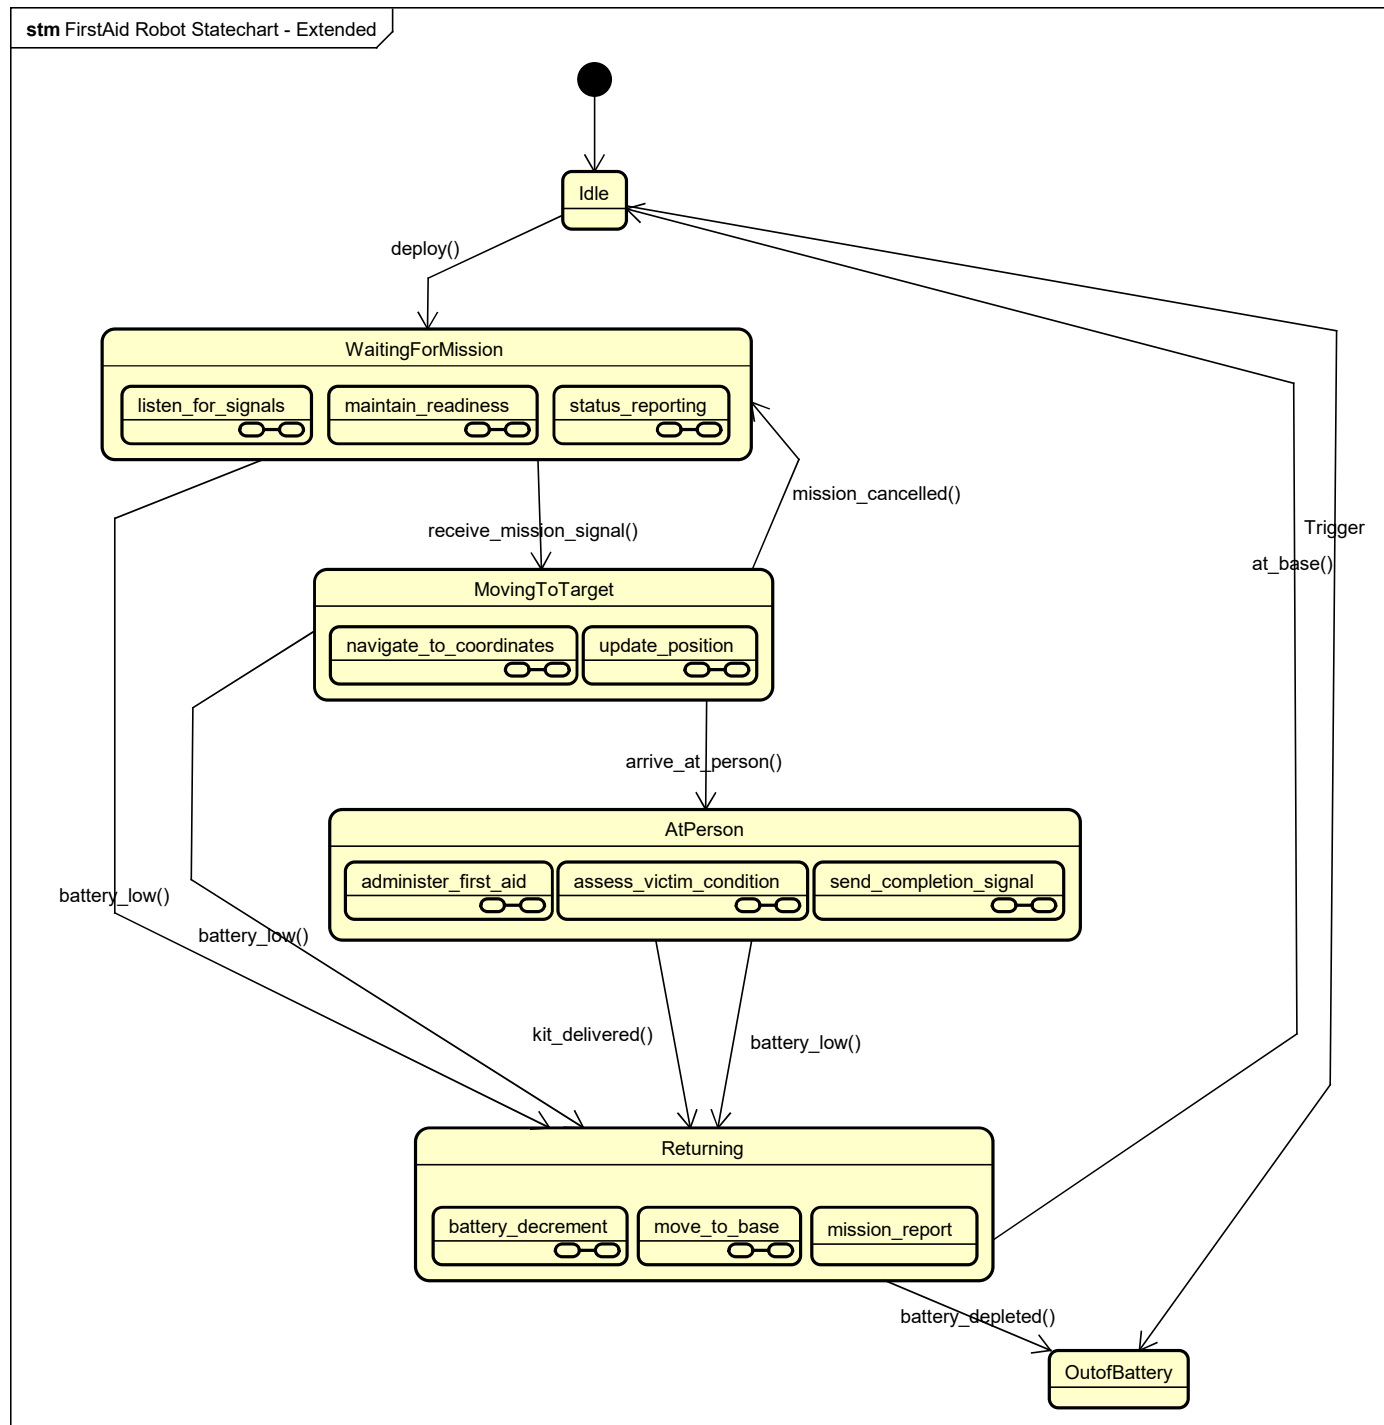 stm FirstAid Robot Statechart - Extended
Idle
deploy()
WaitingForMission
listen_for_signals
maintain_readiness
status_reporting
mission_cancelled()
receive_mission_signal()
Trigger
at_base()
MovingToTarget
navigate_to_coordinates
update_position
arrive_at_person()
AtPerson
administer_first_aid
assess_victim_condition
send_completion_signal
battery_low()
battery_low()
kit_delivered()
battery_low()
Returning
battery_decrement
move_to_base
mission_report
battery_depleted()
OutofBattery